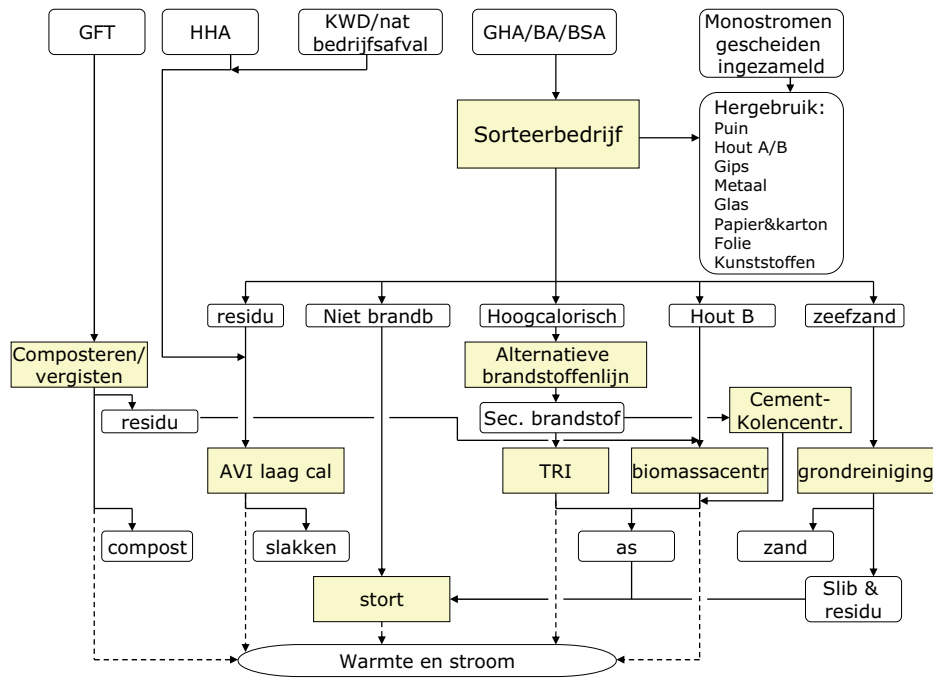 GFT
HHA
KWD/nat
bedrijfsafval
GHA/BA/BSA
Monostromen
gescheiden
ingezameld
Sorteerbedrijf
Hergebruik:
Puin
Hout A/B
Gips
Metaal
Glas
Papier&karton
Folie
Kunststoffen
residu
Niet brandb
Hoogcalorisch
Hout B
zeefzand
Composteren/
vergisten
Alternatieve
brandstoffenlijn
residu
Sec. brandstof
Cement-
Kolencentr.
AVI laag cal
TRI
biomassacentr
grondreiniging
compost
slakken
as
zand
stort
Slib &
residu
Warmte en stroom